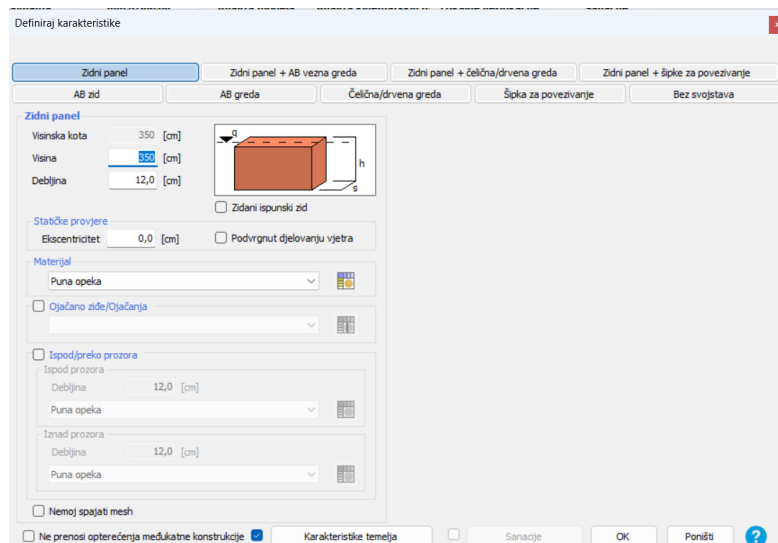 Definiraj karakteristike
Zidni panel Zidni panel + AB vezna greda Zidni panel + čelična/drvena greda Zidni panel + šipke za povezivanje
AB zid AB greda Čelična/drvena greda Šipka za povezivanje Bez svojstava
Zidni panel
Visinska kota 350 [cm]
Visina 350 [cm]
Debljina 12,0 [cm]
q
h
s
Zidani ispunski zid
Statičke provjere
Ekscentricitet 0,0 [cm] Podvrgnut djelovanju vjetra
Materijal
Puna opeka
Ojačano ziđe/Ojačanja
Ispod/preko prozora
Ispod prozora
Debljina 12,0 [cm]
Puna opeka
Iznad prozora
Debljina 12,0 [cm]
Puna opeka
Nemoj spajati mesh
Ne prenosi opterećenja međukatne konstrukcije Karakteristike temelja Sanacije OK Poništi ?